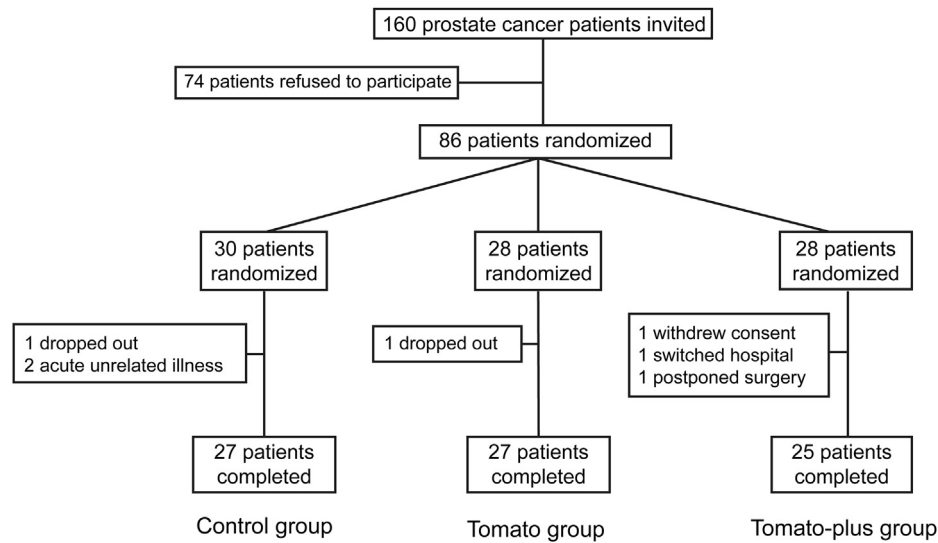 160 prostate cancer patients invited
74 patients refused to participate
86 patients randomized
30 patients
randomized
28 patients
randomized
28 patients
randomized
1 dropped out
2 acute unrelated illness
1 dropped out
1 withdrew consent
1 switched hospital
1 postponed surgery
27 patients
completed
27 patients
completed
25 patients
completed
Control group
Tomato group
Tomato-plus group